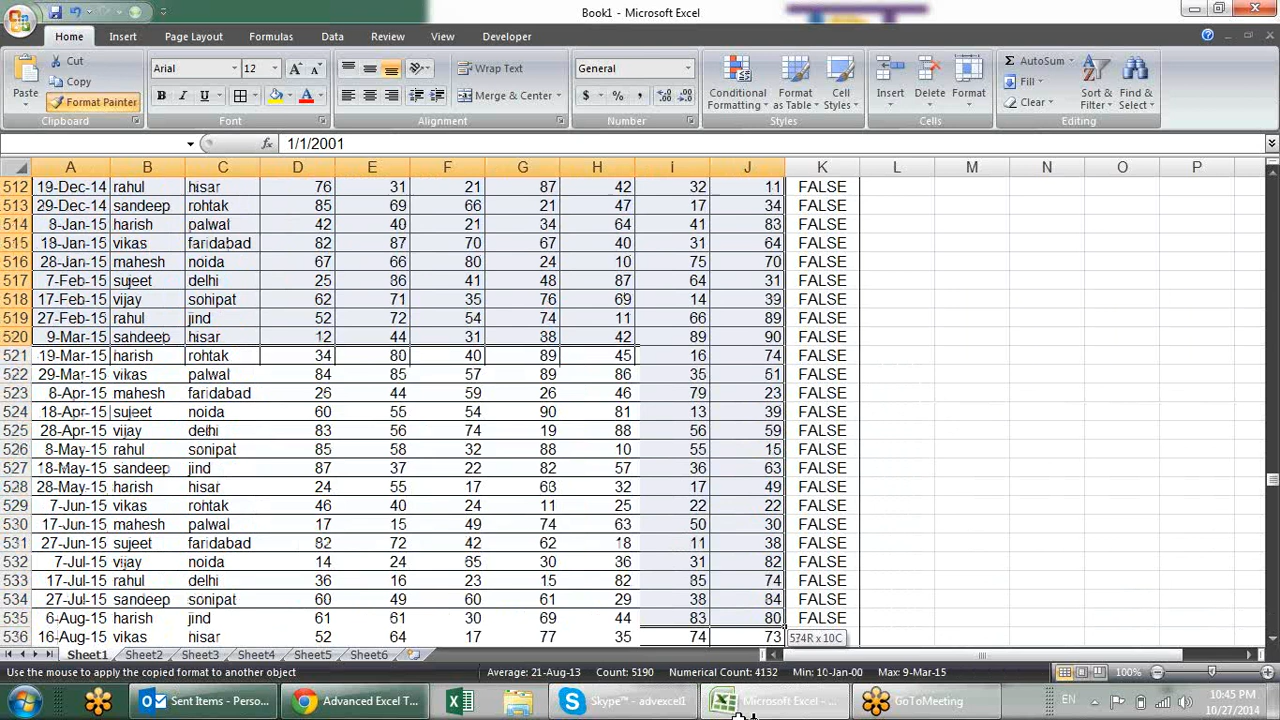 Book1 - Microsoft Excel
Home Insert Page Layout Formulas Data Review View Developer
Paste Cut Copy Format Painter Clipboard
Arial 12 A A B I U A Font
Wrap Text Merge & Center Alignment
General $ % , Number
Conditional Formatting Format as Table Cell Styles Styles
Insert Delete Format Cells
Σ AutoSum Fill Clear Sort & Filter Find & Select Editing
fx 1/1/2001
A B C D E F G H I J K L M N O P
512 19-Dec-14 rahul hisar 76 31 21 87 42 32 11 FALSE
513 29-Dec-14 sandeep rohtak 85 69 66 21 47 17 34 FALSE
514 8-Jan-15 harish palwal 42 40 21 34 64 41 83 FALSE
515 18-Jan-15 vikas faridabad 82 87 70 67 40 31 64 FALSE
516 28-Jan-15 mahesh noida 67 66 80 24 10 75 70 FALSE
517 7-Feb-15 sujeet delhi 25 86 41 48 87 64 31 FALSE
518 17-Feb-15 vijay sonipat 62 71 35 76 69 14 39 FALSE
519 27-Feb-15 rahul jind 52 72 54 74 11 66 89 FALSE
520 9-Mar-15 sandeep hisar 12 44 31 38 42 89 90 FALSE
521 19-Mar-15 harish rohtak 34 80 40 89 45 16 74 FALSE
522 29-Mar-15 vikas palwal 84 85 57 89 86 35 51 FALSE
523 8-Apr-15 mahesh faridabad 26 44 59 26 46 79 23 FALSE
524 18-Apr-15 sujeet noida 60 55 54 90 81 13 39 FALSE
525 28-Apr-15 vijay delhi 83 56 74 19 88 56 59 FALSE
526 8-May-15 rahul sonipat 85 58 32 88 10 55 15 FALSE
527 18-May-15 sandeep jind 87 37 22 82 57 36 63 FALSE
528 28-May-15 harish hisar 24 55 17 63 32 17 49 FALSE
529 7-Jun-15 vikas rohtak 46 40 24 11 25 22 22 FALSE
530 17-Jun-15 mahesh palwal 17 15 49 74 63 50 30 FALSE
531 27-Jun-15 sujeet faridabad 82 72 42 62 18 11 38 FALSE
532 7-Jul-15 vijay noida 14 24 65 30 36 31 82 FALSE
533 17-Jul-15 rahul delhi 36 16 23 15 82 85 74 FALSE
534 27-Jul-15 sandeep sonipat 60 49 60 61 29 38 84 FALSE
535 6-Aug-15 harish jind 61 61 30 69 44 83 80 FALSE
536 16-Aug-15 vikas hisar 52 64 17 77 35 74 73
574R x 10C
Sheet1 Sheet2 Sheet3 Sheet4 Sheet5 Sheet6
Use the mouse to apply the copied format to another object Average: 21-Aug-13 Count: 5190 Numerical Count: 4132 Min: 10-Jan-00 Max: 9-Mar-15 100%
Sent Items - Perso... Advanced Excel T... Skype™ - advexcel1 Microsoft Excel - ... GoToMeeting EN 10:45 PM
10/27/2014